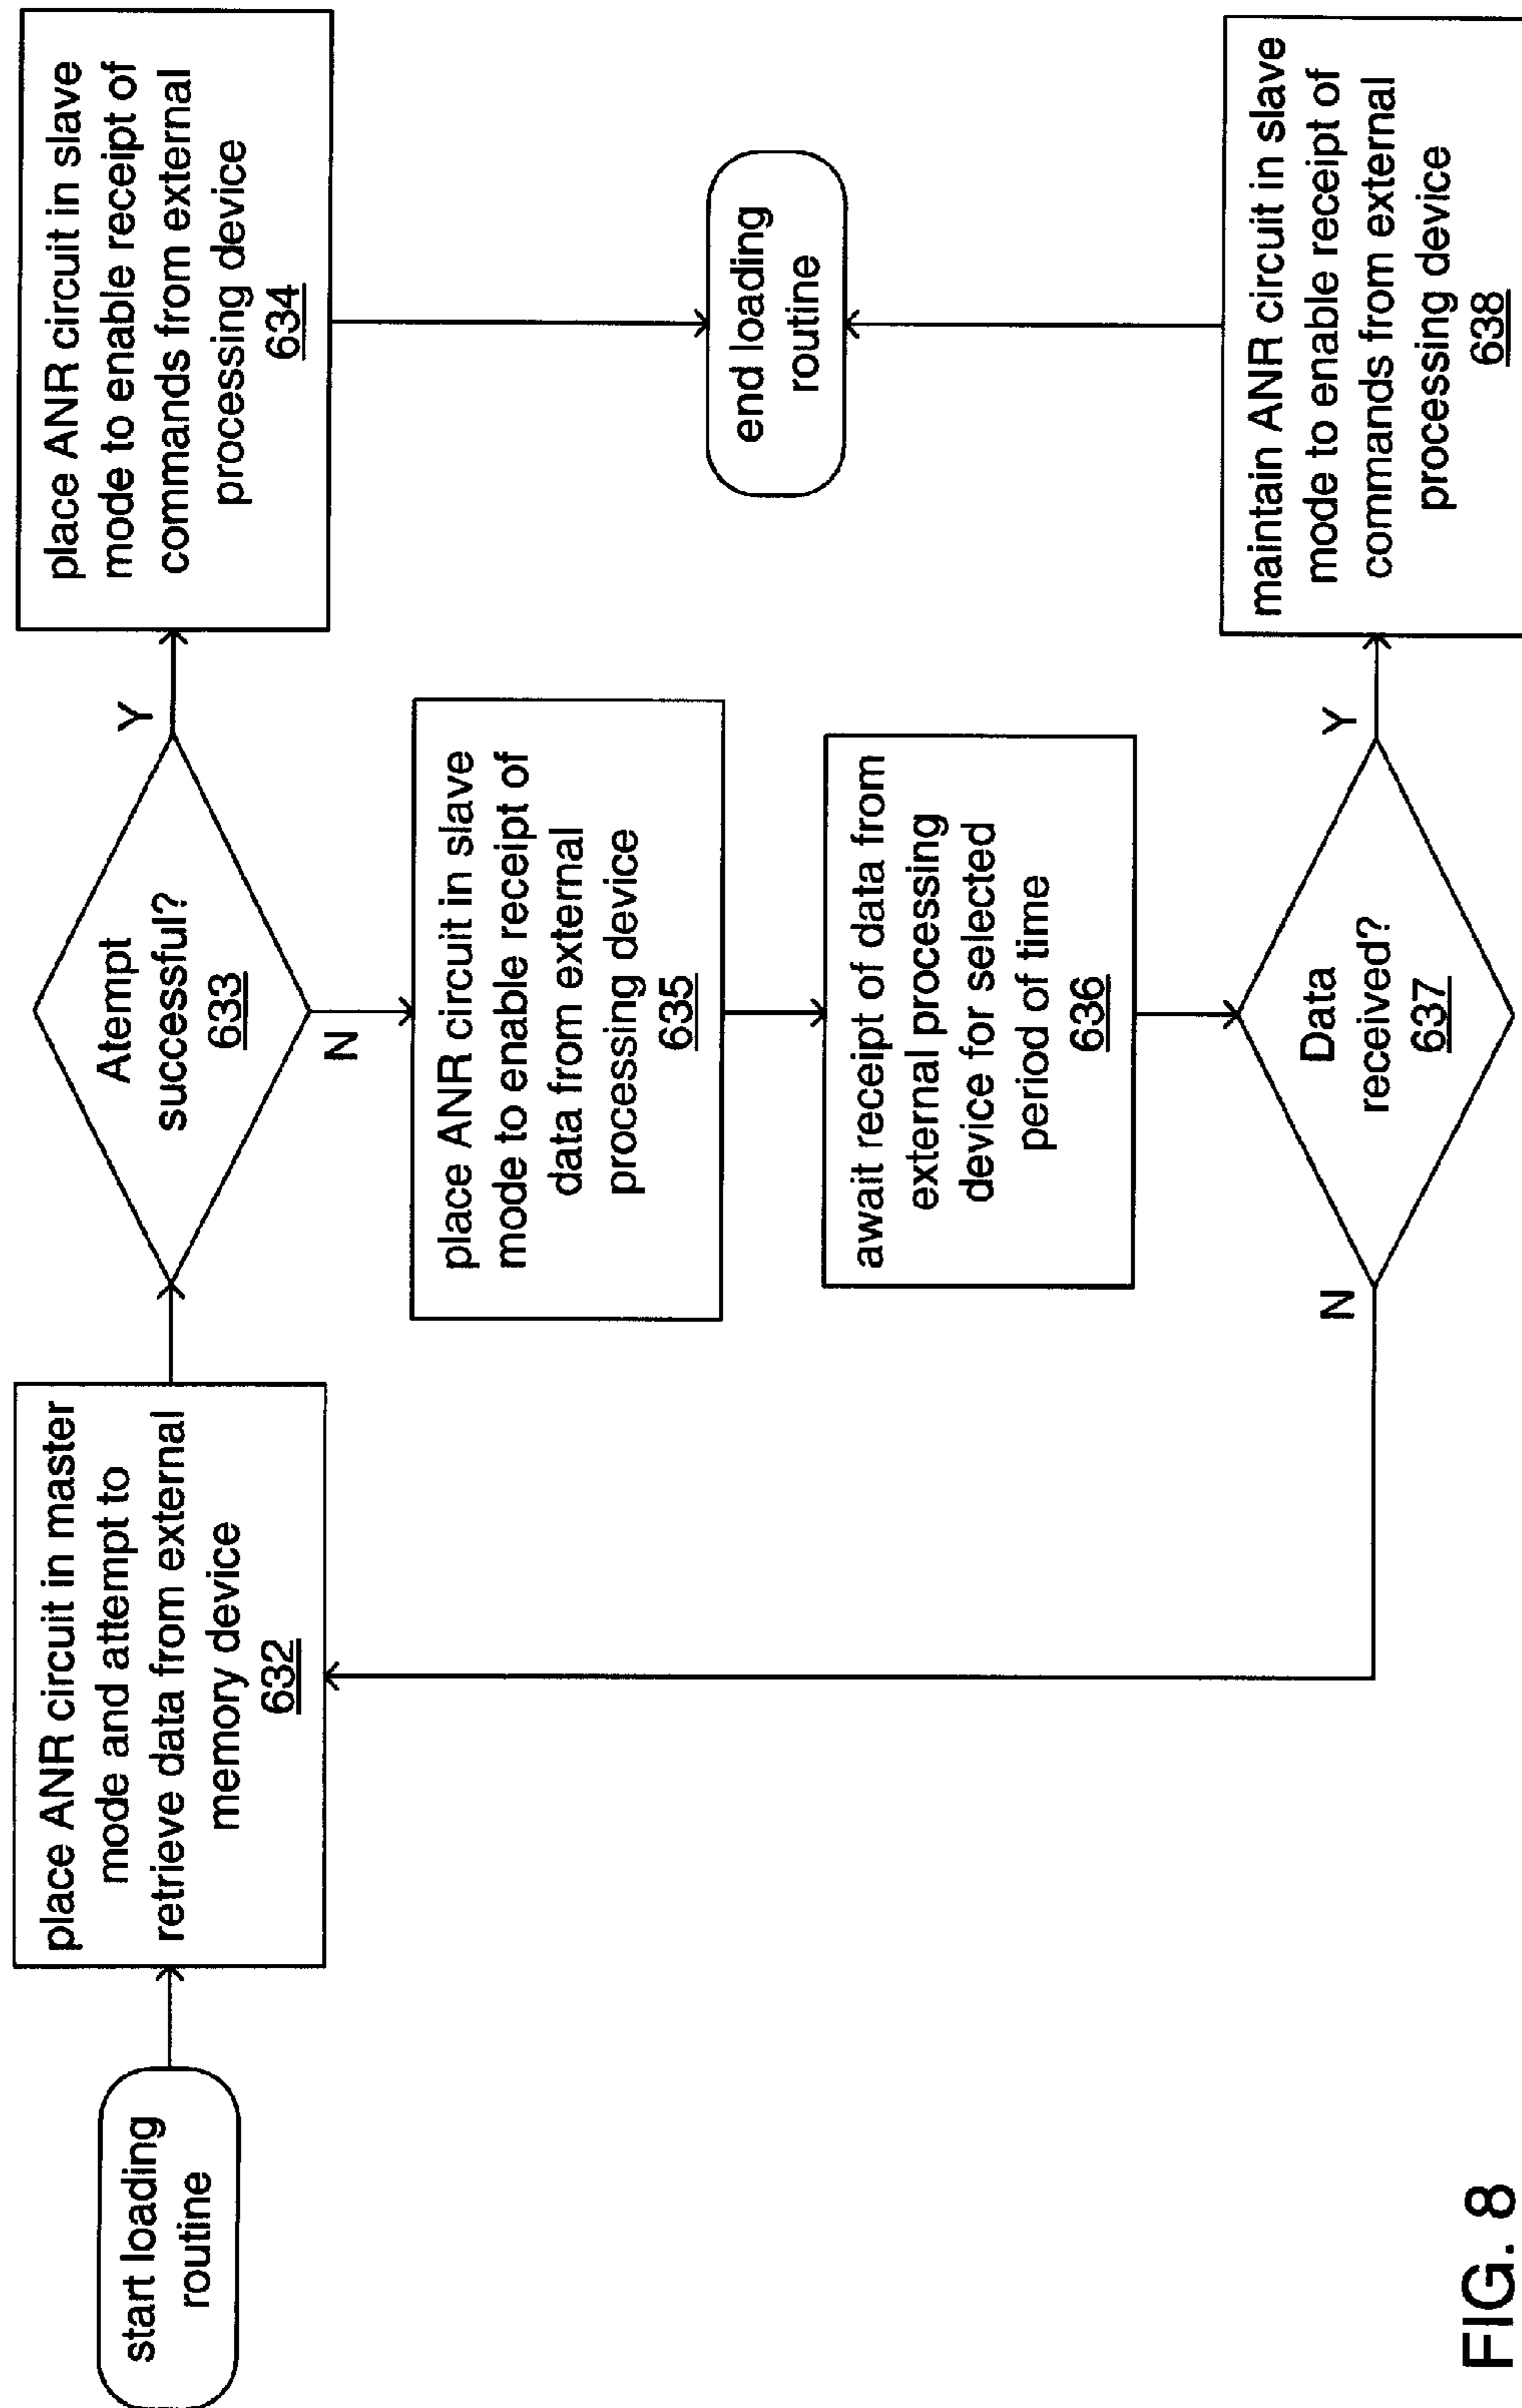 start loading
routine
place ANR circuit in master
mode and attempt to
retrieve data from external
memory device
632
Atempt
successful?
633
Y
N
place ANR circuit in slave
mode to enable receipt of
commands from external
processing device
634
place ANR circuit in slave
mode to enable receipt of
data from external
processing device
635
await receipt of data from
external processing
device for selected
period of time
636
end loading
routine
Data
received?
637
N
Y
maintain ANR circuit in slave
mode to enable receipt of
commands from external
processing device
638
FIG. 8